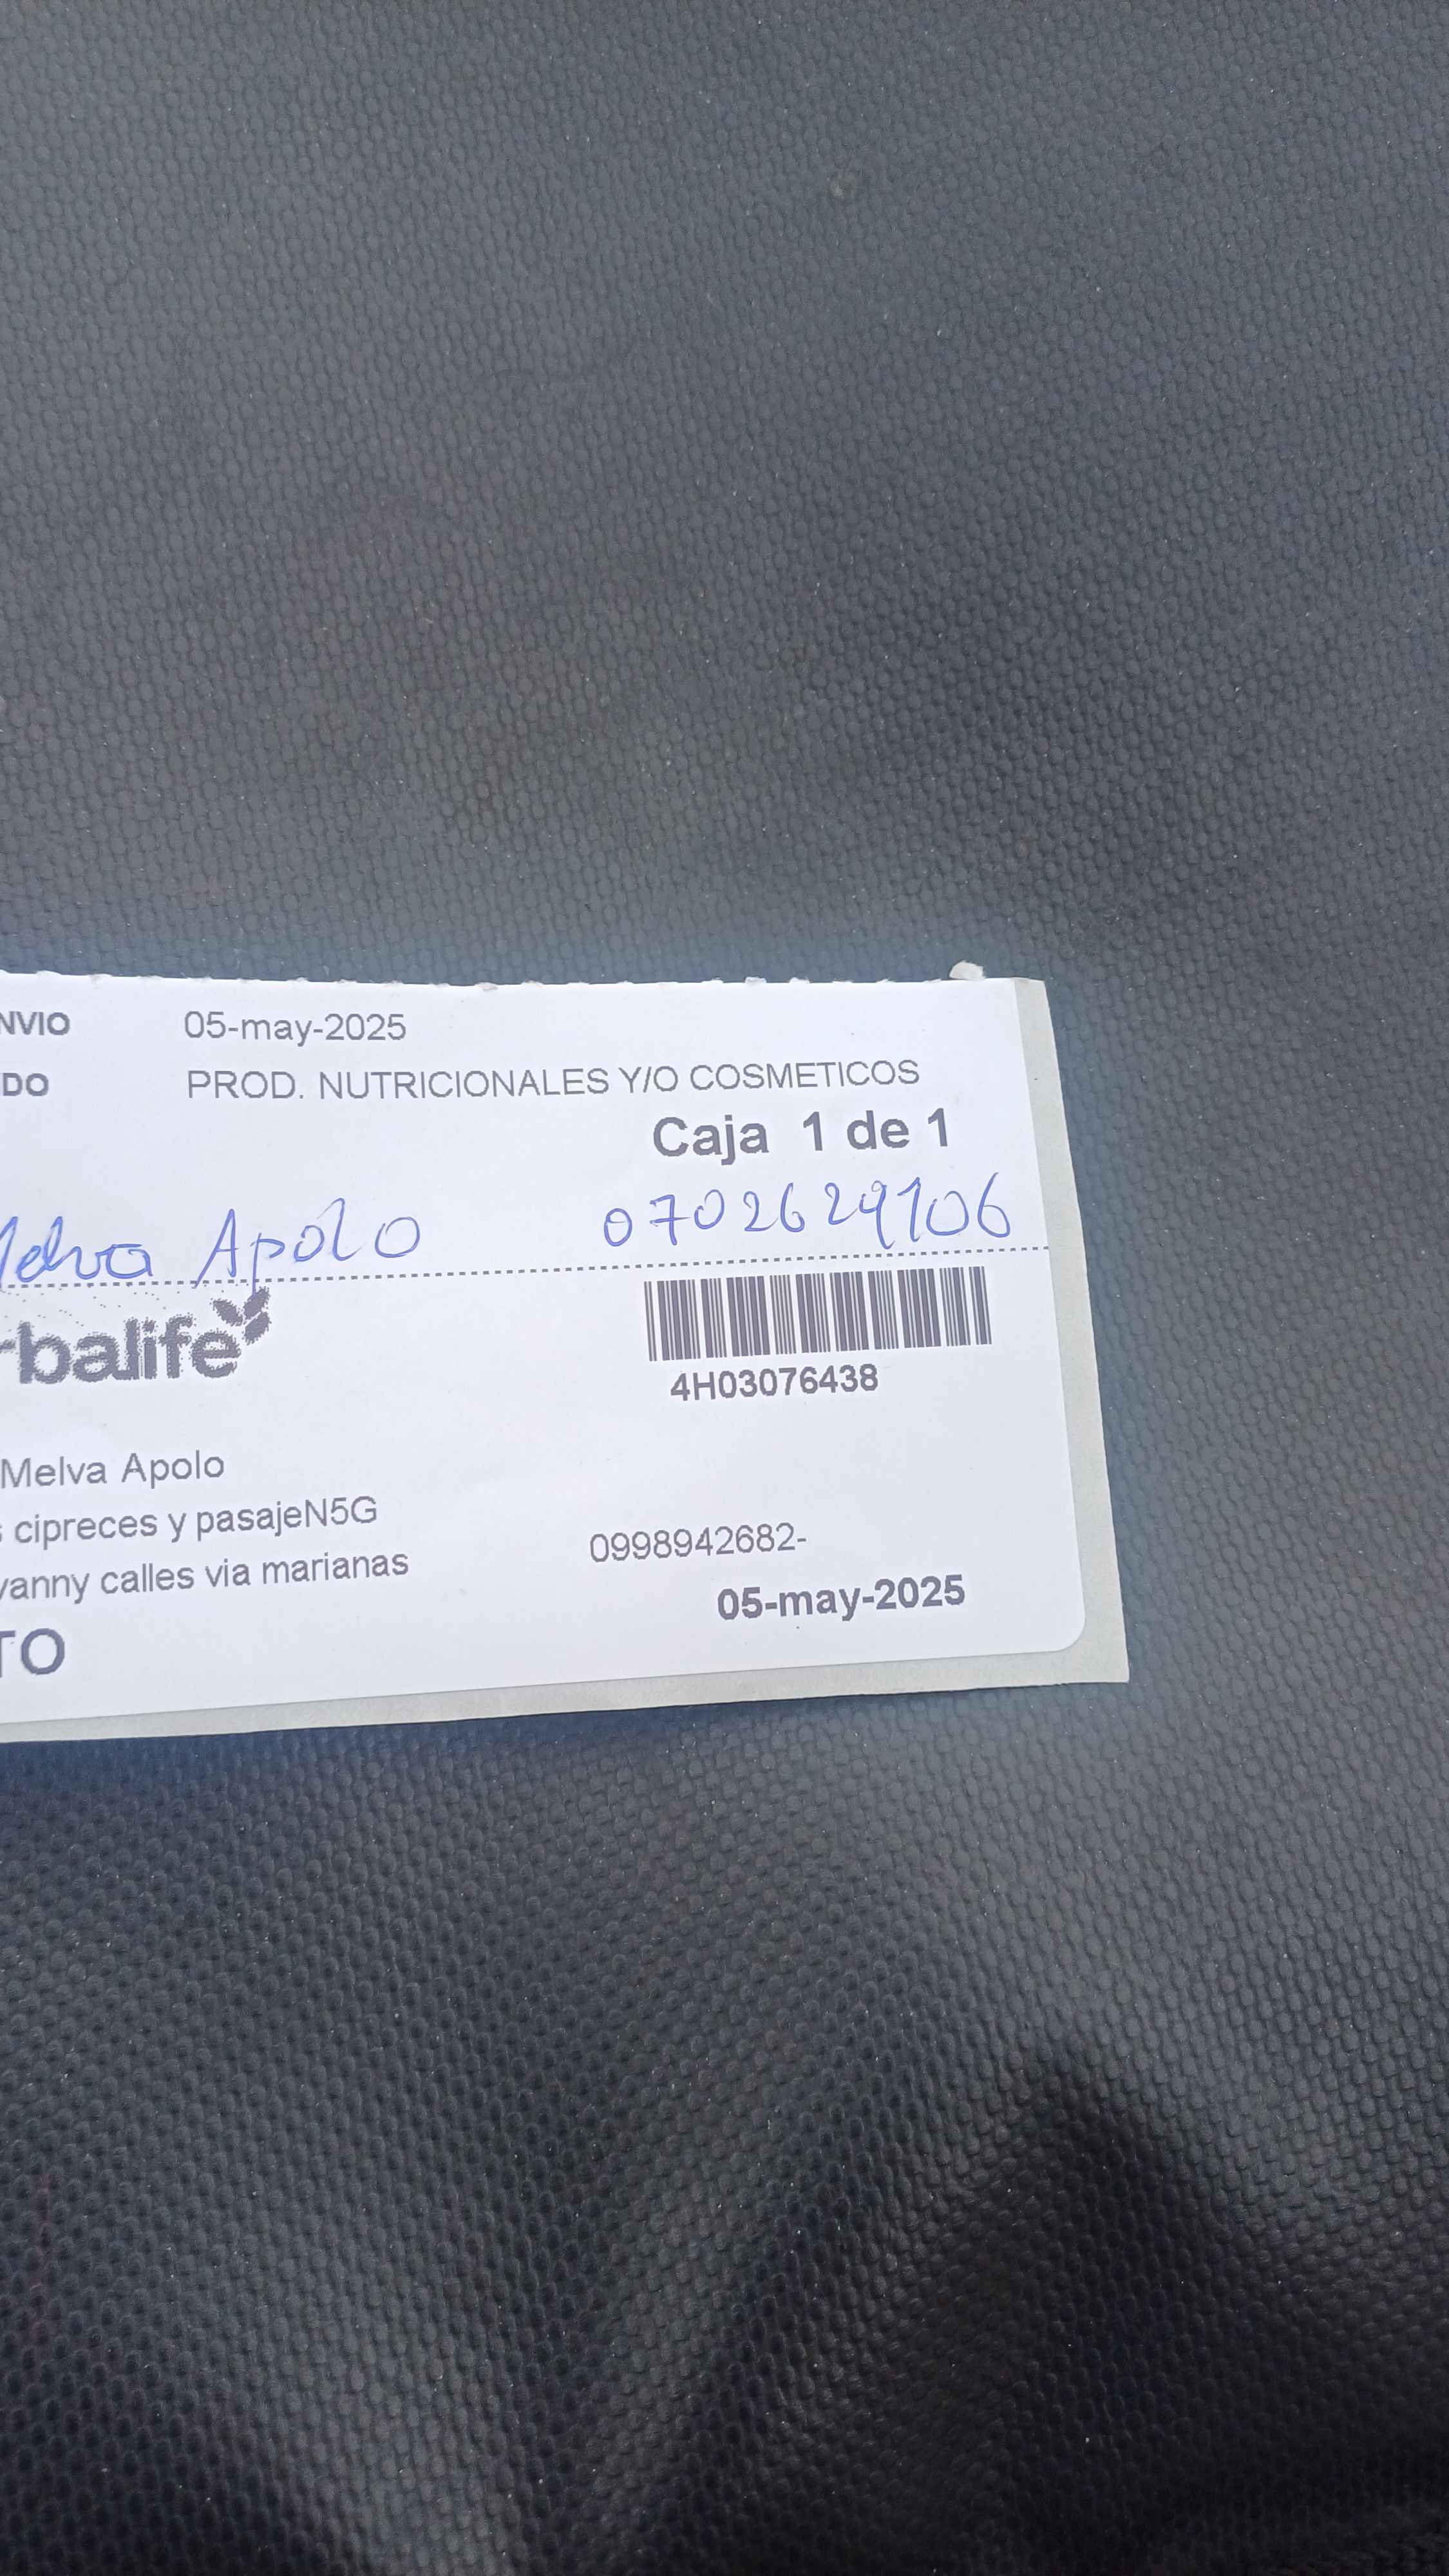 NVIO 05-may-2025
DO PROD. NUTRICIONALES Y/O COSMETICOS
Caja 1 de 1
Melva Apolo 0702629106
rbalife
4H03076438
Melva Apolo
s cipreces y pasajeN5G
0998942682-
vanny calles via marianas
05-may-2025
TO